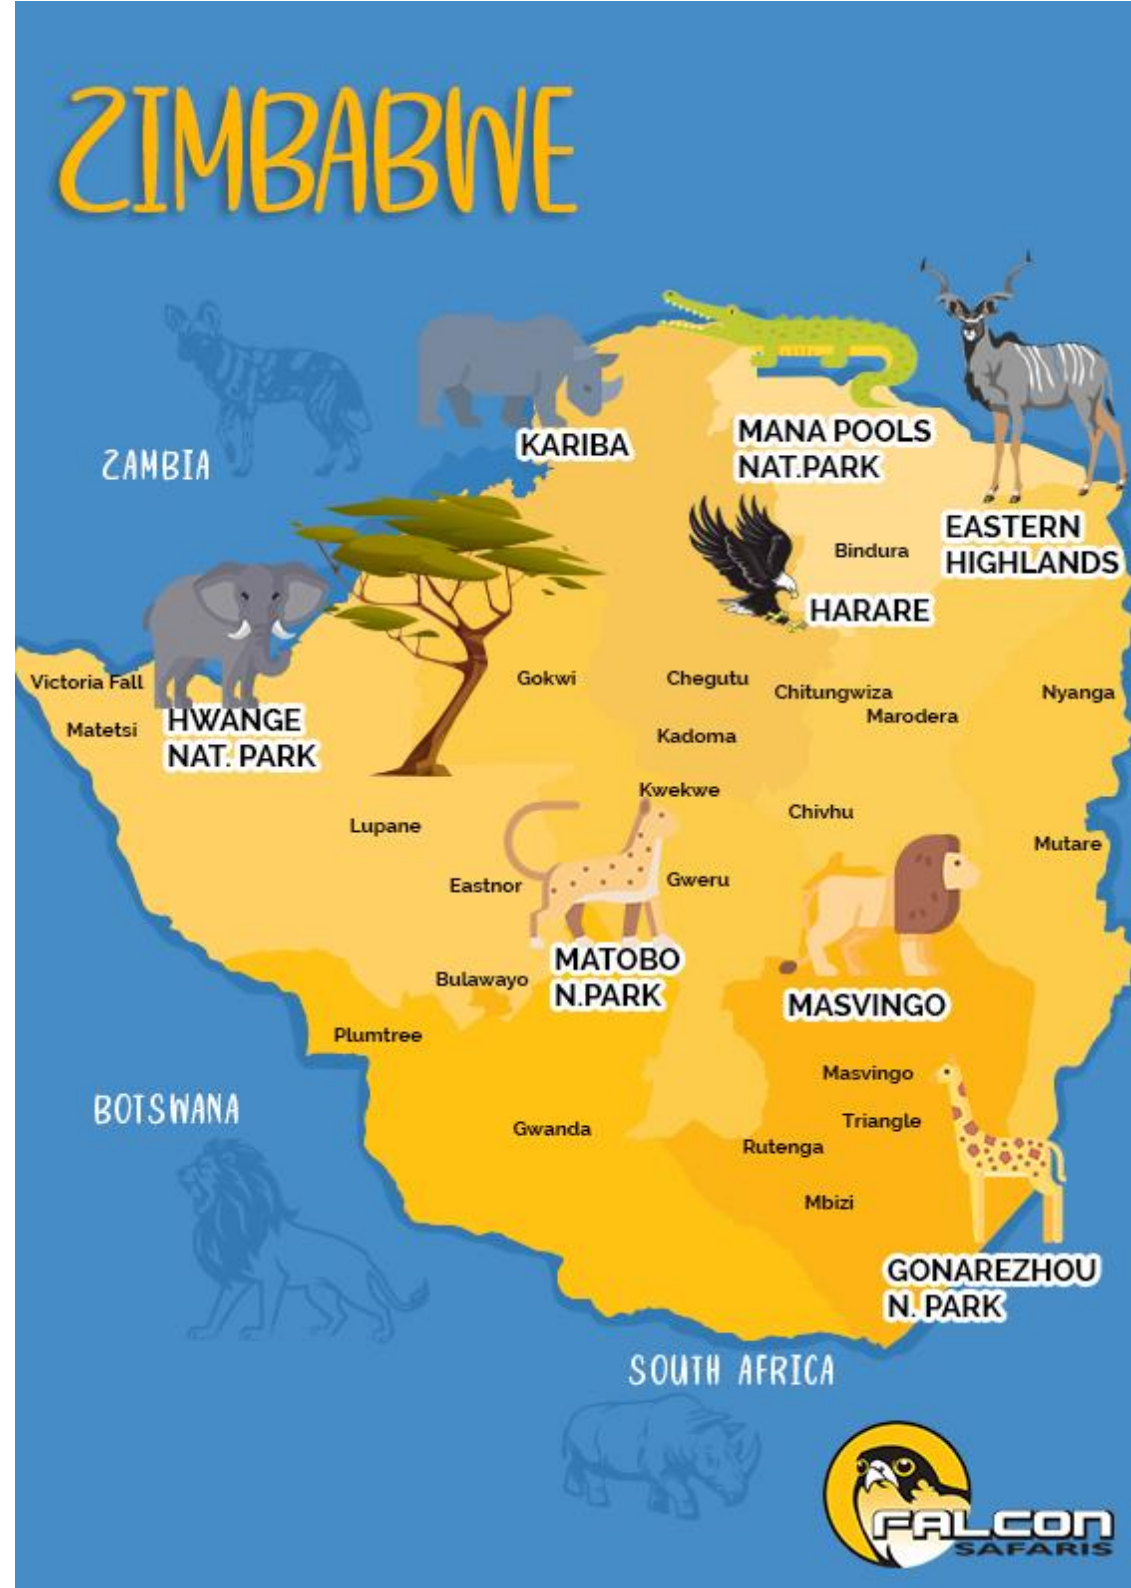 ZIMBABWE
ZAMBIA
KARIBA
MANA POOLS
NAT.PARK
EASTERN
HIGHLANDS
Bindura
HARARE
Victoria Fall
Matetsi
HWANGE
NAT. PARK
Gokwi
Chegutu
Chitungwiza
Marodera
Nyanga
Kadoma
Kwekwe
Chivhu
Lupane
Mutare
Eastnor
Gweru
MATOBO
N.PARK
Bulawayo
MASVINGO
Plumtree
Masvingo
BOTSWANA
Gwanda
Triangle
Rutenga
Mbizi
GONAREZHOU
N. PARK
SOUTH AFRICA
FALCON
SAFARIS